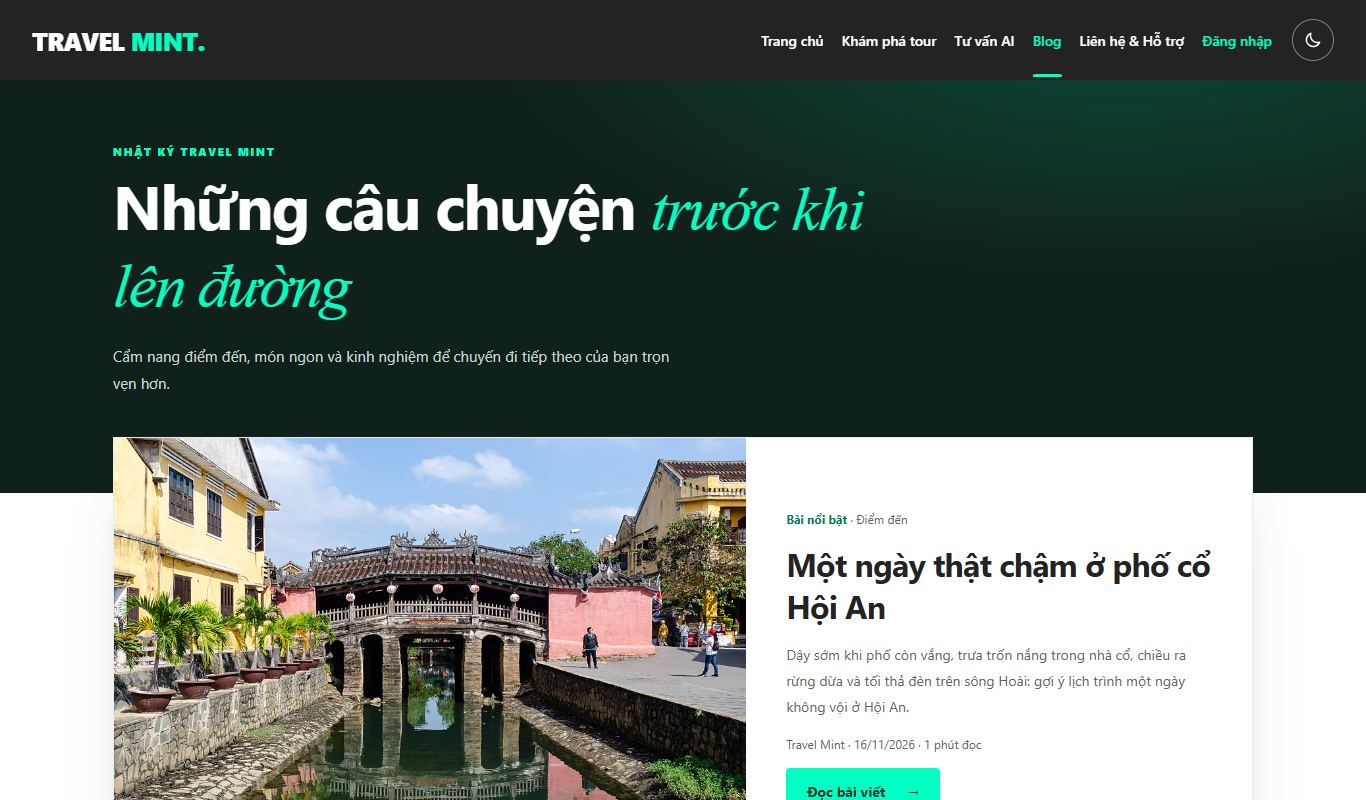 TRAVEL MINT.
Trang chủ
Khám phá tour
Tư vấn AI
Blog
Liên hệ & Hỗ trợ
Đăng nhập
NHẬT KÝ TRAVEL MINT
Những câu chuyện trước khi
lên đường
Cẩm nang điểm đến, món ngon và kinh nghiệm để chuyến đi tiếp theo của bạn trọn
vẹn hơn.
Bài nổi bật · Điểm đến
Một ngày thật chậm ở phố cổ
Hội An
Dậy sớm khi phố còn vắng, trưa trốn nắng trong nhà cổ, chiều ra
rừng dừa và tối thả đèn trên sông Hoài: gợi ý lịch trình một ngày
không vội ở Hội An.
Travel Mint · 16/11/2026 · 1 phút đọc
Đọc bài viết →